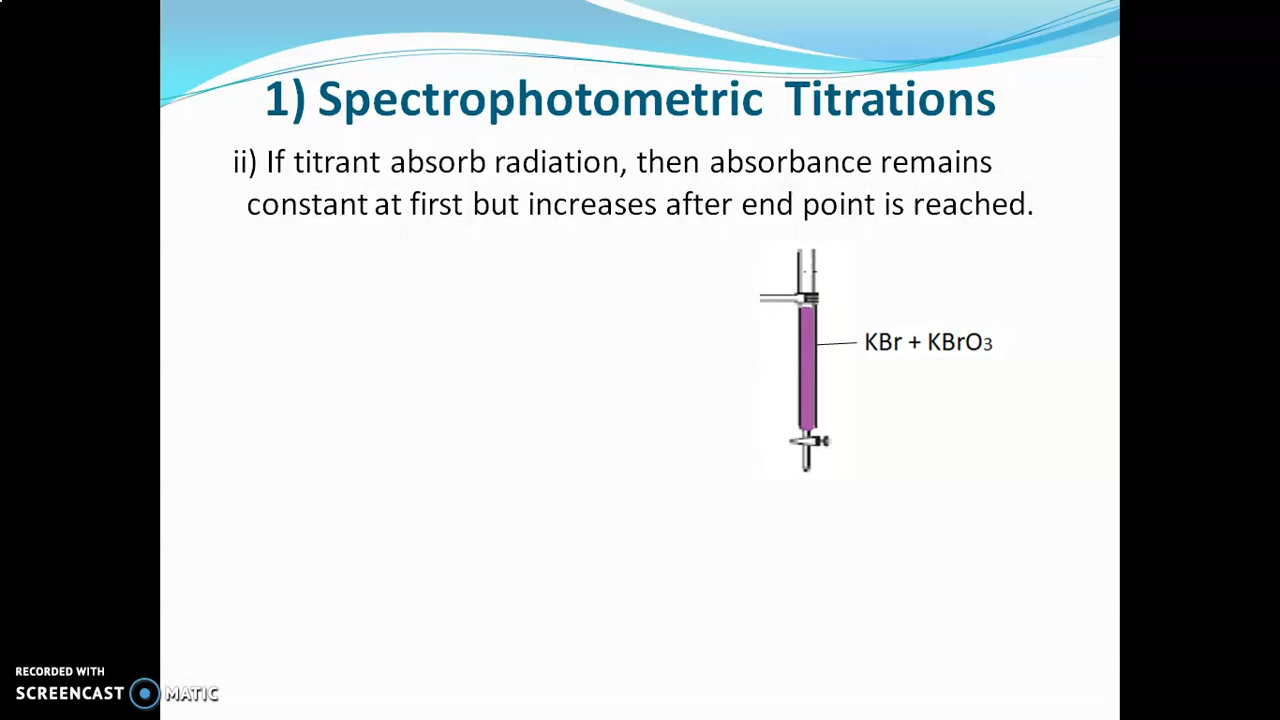 1) Spectrophotometric Titrations
ii) If titrant absorb radiation, then absorbance remains
constant at first but increases after end point is reached.
KBr + KBrO3
RECORDED WITH
SCREENCAST MATIC